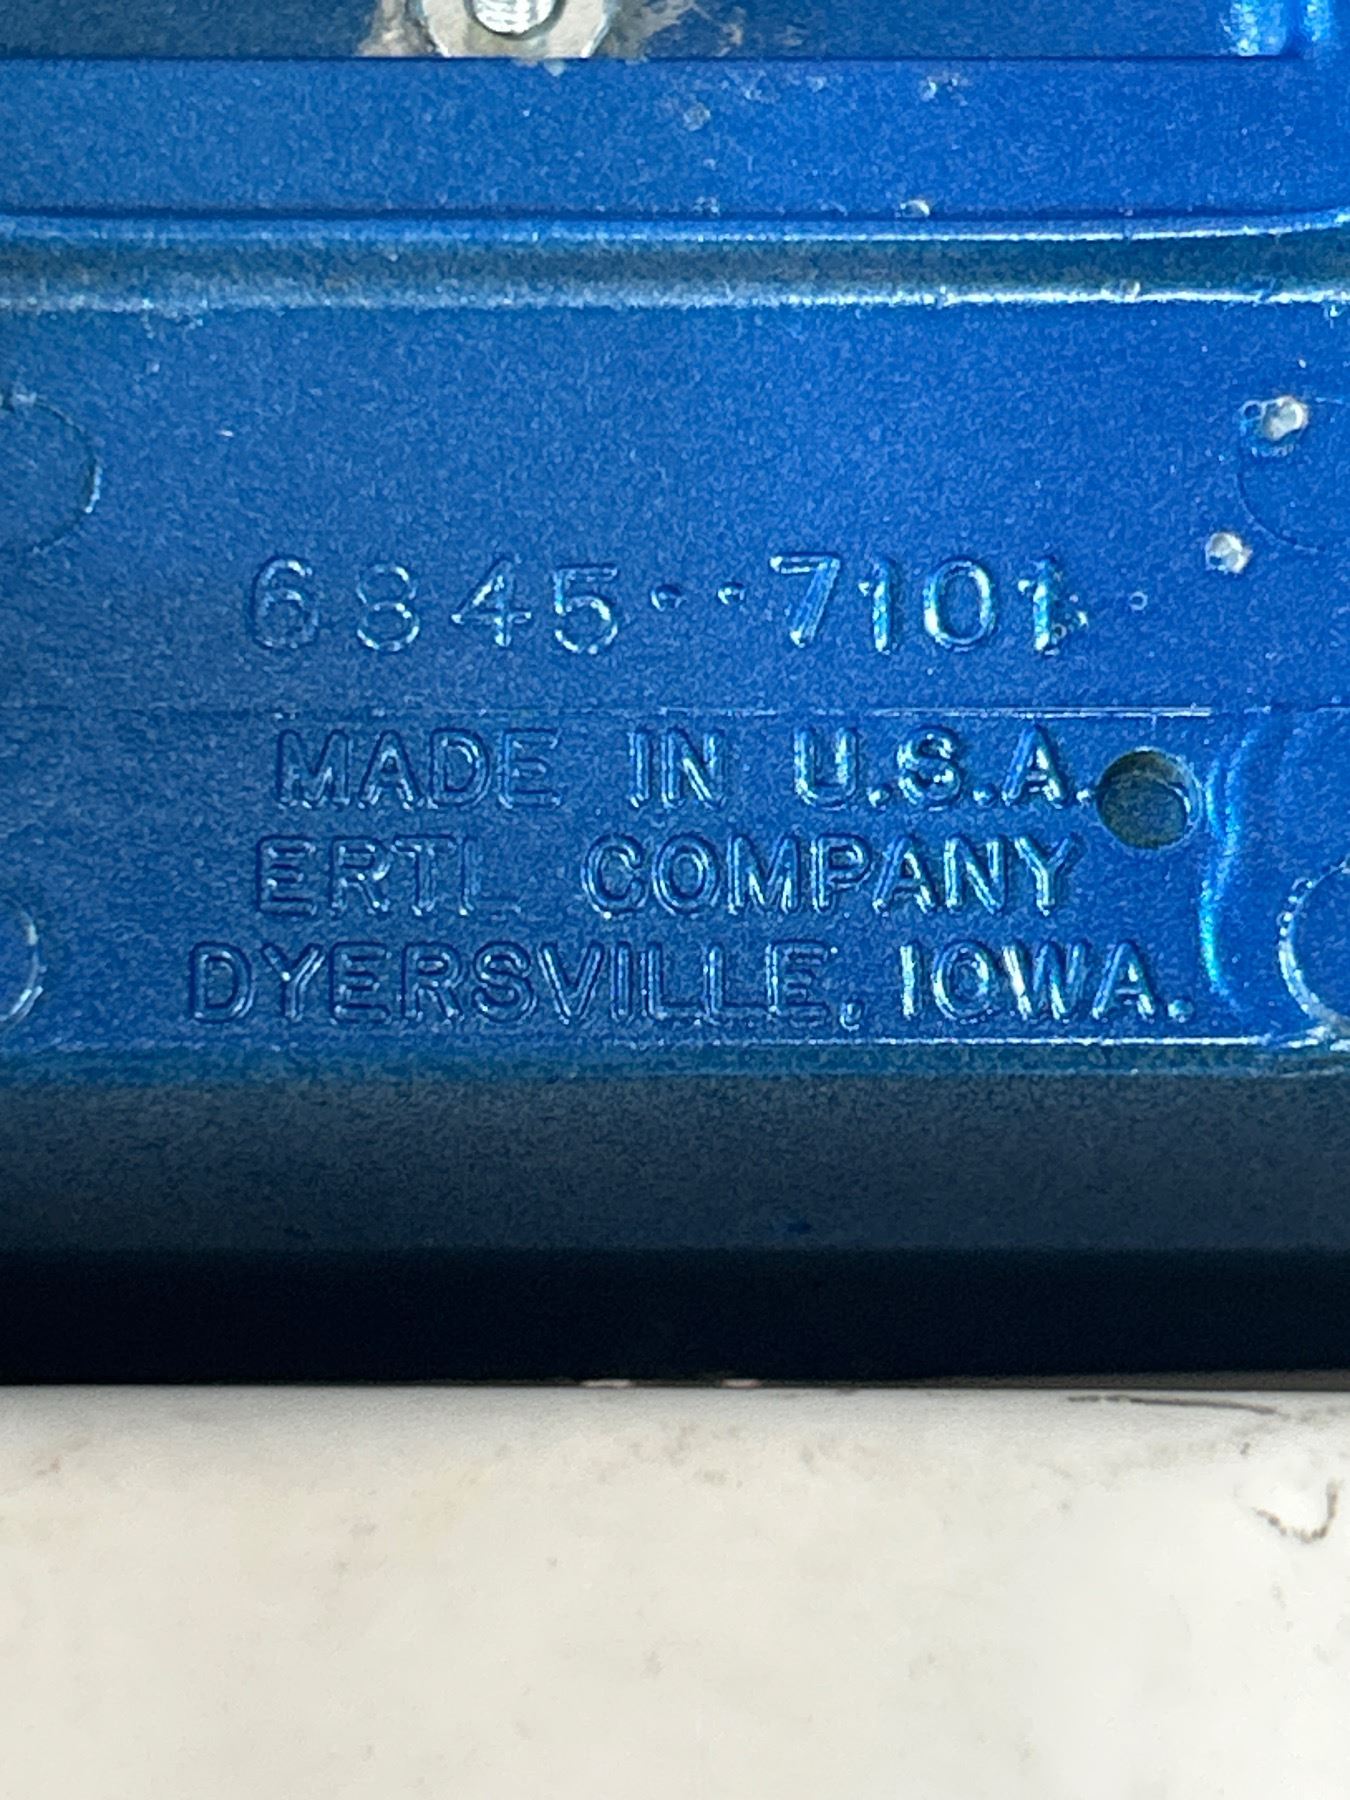 6845--7101
MADE IN U.S.A.
ERTL COMPANY
DYERSVILLE, IOWA.